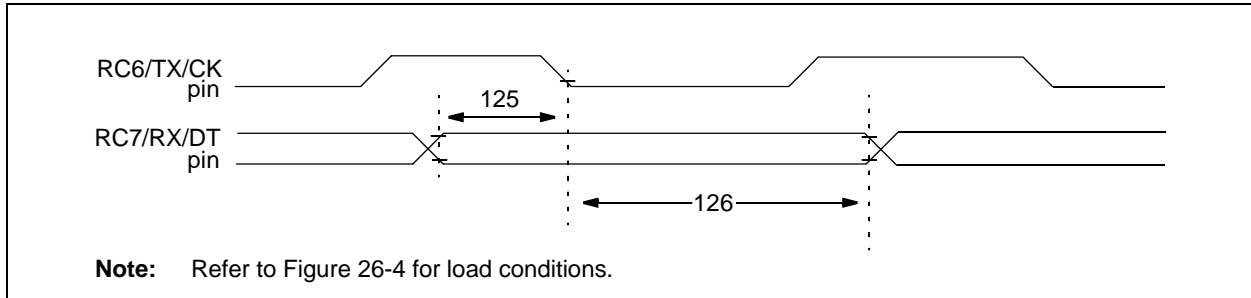 RC6/TX/CK
pin
125
RC7/RX/DT
pin
126
Note: Refer to Figure 26-4 for load conditions.